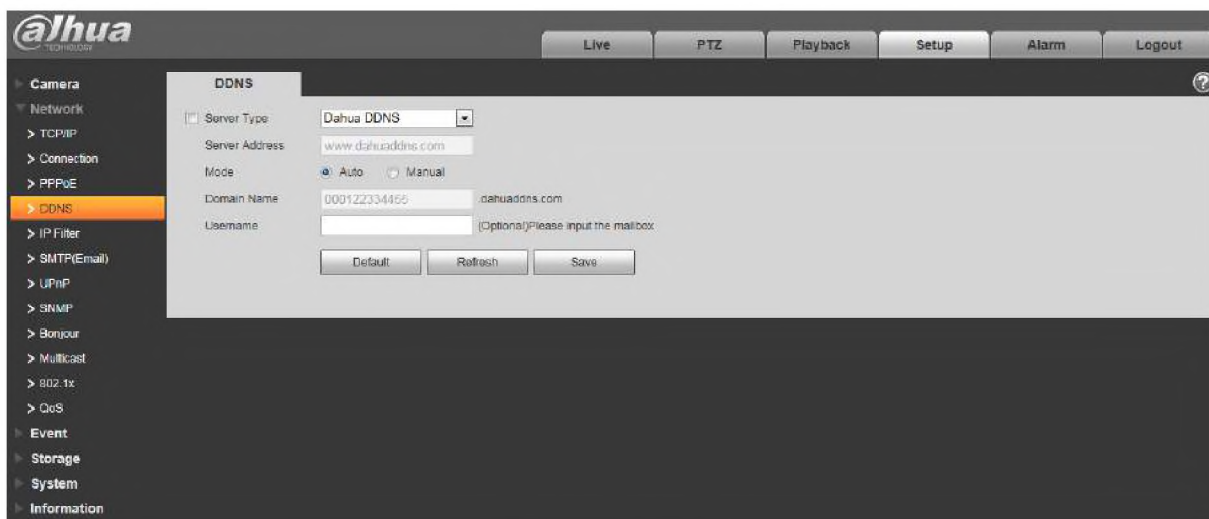 alhua
TECHNOLOGY
Live PTZ Playback Setup Alarm Logout
Camera
Network
> TCP/IP
> Connection
> PPPoE
> DDNS
> IP Filter
> SMTP(Email)
> UPnP
> SNMP
> Bonjour
> Multicast
> 802.1x
> QoS
Event
Storage
System
Information
DDNS
?
Server Type Dahua DDNS
Server Address www.dahuaddns.com
Mode Auto Manual
Domain Name 000122334455 .dahuaddns.com
Username (Optional)Please input the mailbox
Default Refresh Save